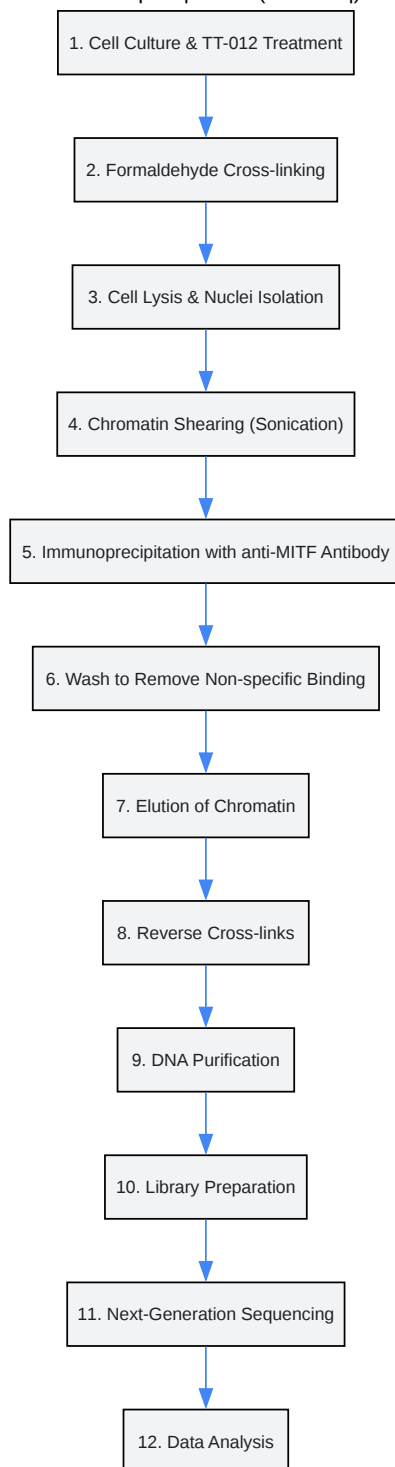 1. Cell Culture & TT-012 Treatment
2. Formaldehyde Cross-linking
3. Cell Lysis & Nuclei Isolation
4. Chromatin Shearing (Sonication)
5. Immunoprecipitation with anti-MITF Antibody
6. Wash to Remove Non-specific Binding
7. Elution of Chromatin
8. Reverse Cross-links
9. DNA Purification
10. Library Preparation
11. Next-Generation Sequencing
12. Data Analysis